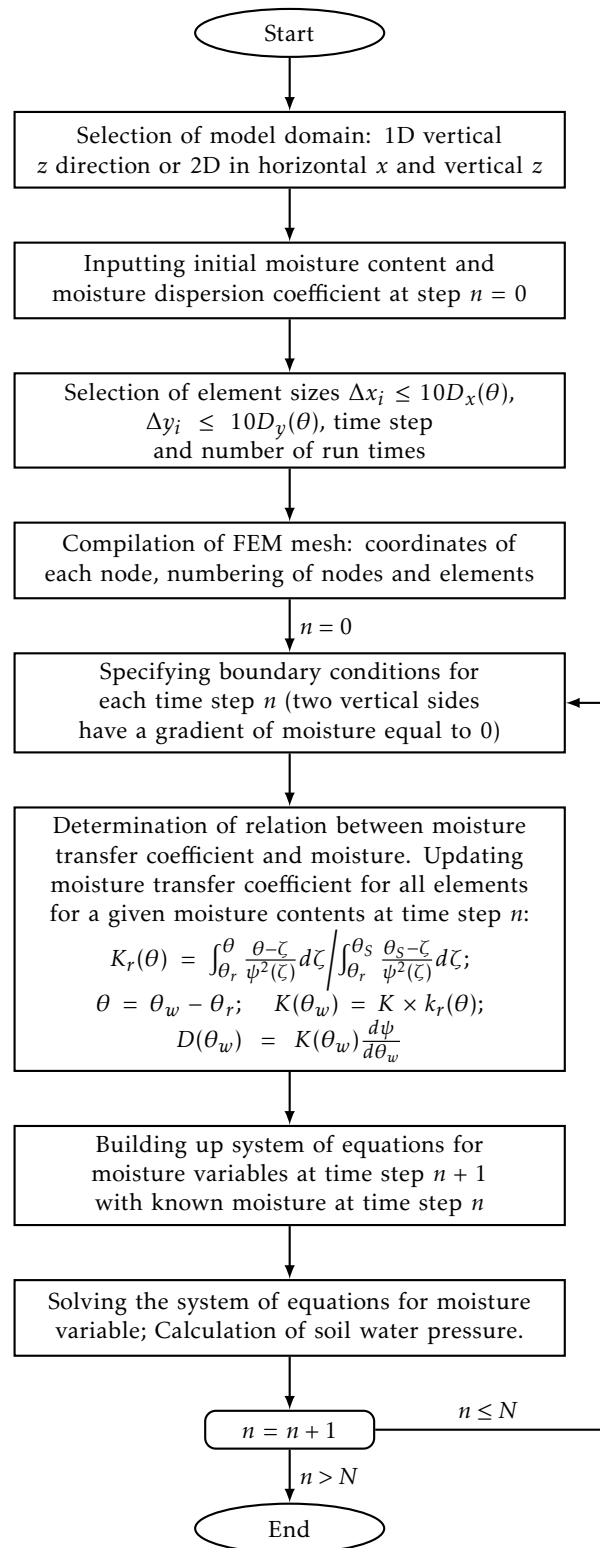 Start
Selection of model domain: 1D vertical
z direction or 2D in horizontal x and vertical z
Inputting initial moisture content and
moisture dispersion coefficient at step n = 0
Selection of element sizes Δx_i ≤ 10D_x(θ),
Δy_i ≤ 10D_y(θ), time step
and number of run times
Compilation of FEM mesh: coordinates of
each node, numbering of nodes and elements
n = 0
Specifying boundary conditions for
each time step n (two vertical sides
have a gradient of moisture equal to 0)
Determination of relation between moisture
transfer coefficient and moisture. Updating
moisture transfer coefficient for all elements
for a given moisture contents at time step n:
K_r(θ) = ∫_{θ_r}^{θ} \frac{θ−ζ}{ψ^2(ζ)} dζ / ∫_{θ_r}^{θ_S} \frac{θ_S−ζ}{ψ^2(ζ)} dζ;
θ = θ_w − θ_r; K(θ_w) = K × k_r(θ);
D(θ_w) = K(θ_w) \frac{dψ}{dθ_w}
Building up system of equations for
moisture variables at time step n + 1
with known moisture at time step n
Solving the system of equations for moisture
variable; Calculation of soil water pressure.
n = n + 1
n ≤ N
n > N
End